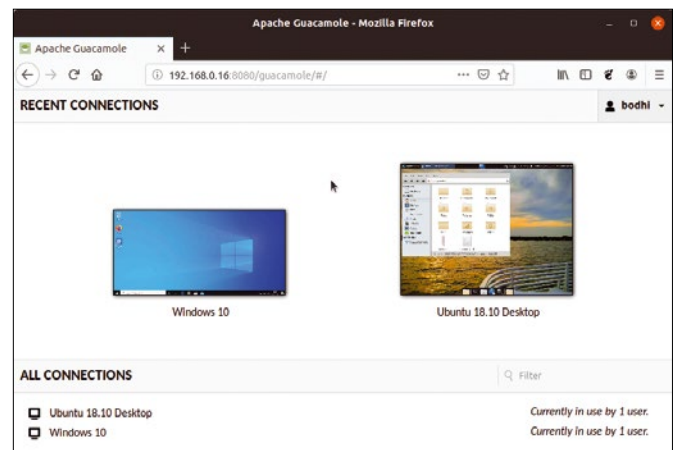 Apache Guacamole - Mozilla Firefox
Apache Guacamole
192.168.0.16:8080/guacamole/#/
RECENT CONNECTIONS
bodhi
Windows 10
Ubuntu 18.10 Desktop
ALL CONNECTIONS
Filter
Ubuntu 18.10 Desktop
Currently in use by 1 user.
Windows 10
Currently in use by 1 user.